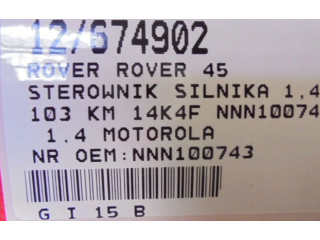 12/674902
ROVER ROVER 45
STEROWNIK SILNIKA 1,4
103 KM 14K4F NNN10074
1.4 MOTOROLA
NR OEM:NNN100743
G I 15 B